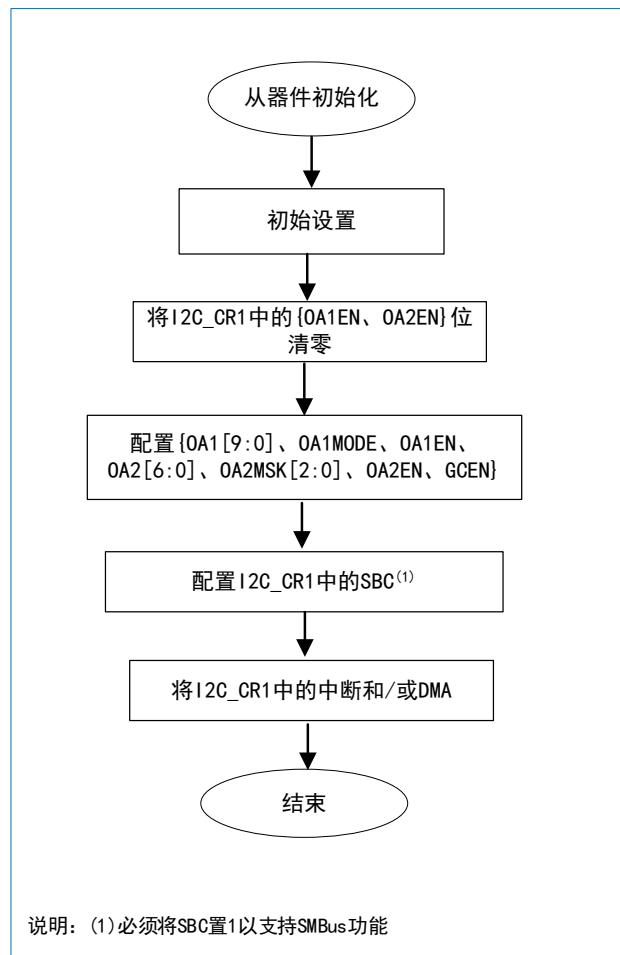 从器件初始化
初始设置
将I2C_CR1中的{OA1EN、OA2EN}位
清零
配置{OA1[9:0]、OA1MODE、OA1EN、
OA2[6:0]、OA2MSK[2:0]、OA2EN、GCEN}
配置I2C_CR1中的SBC(1)
将I2C_CR1中的中断和/或DMA
结束
说明：(1)必须将SBC置1以支持SMBus功能